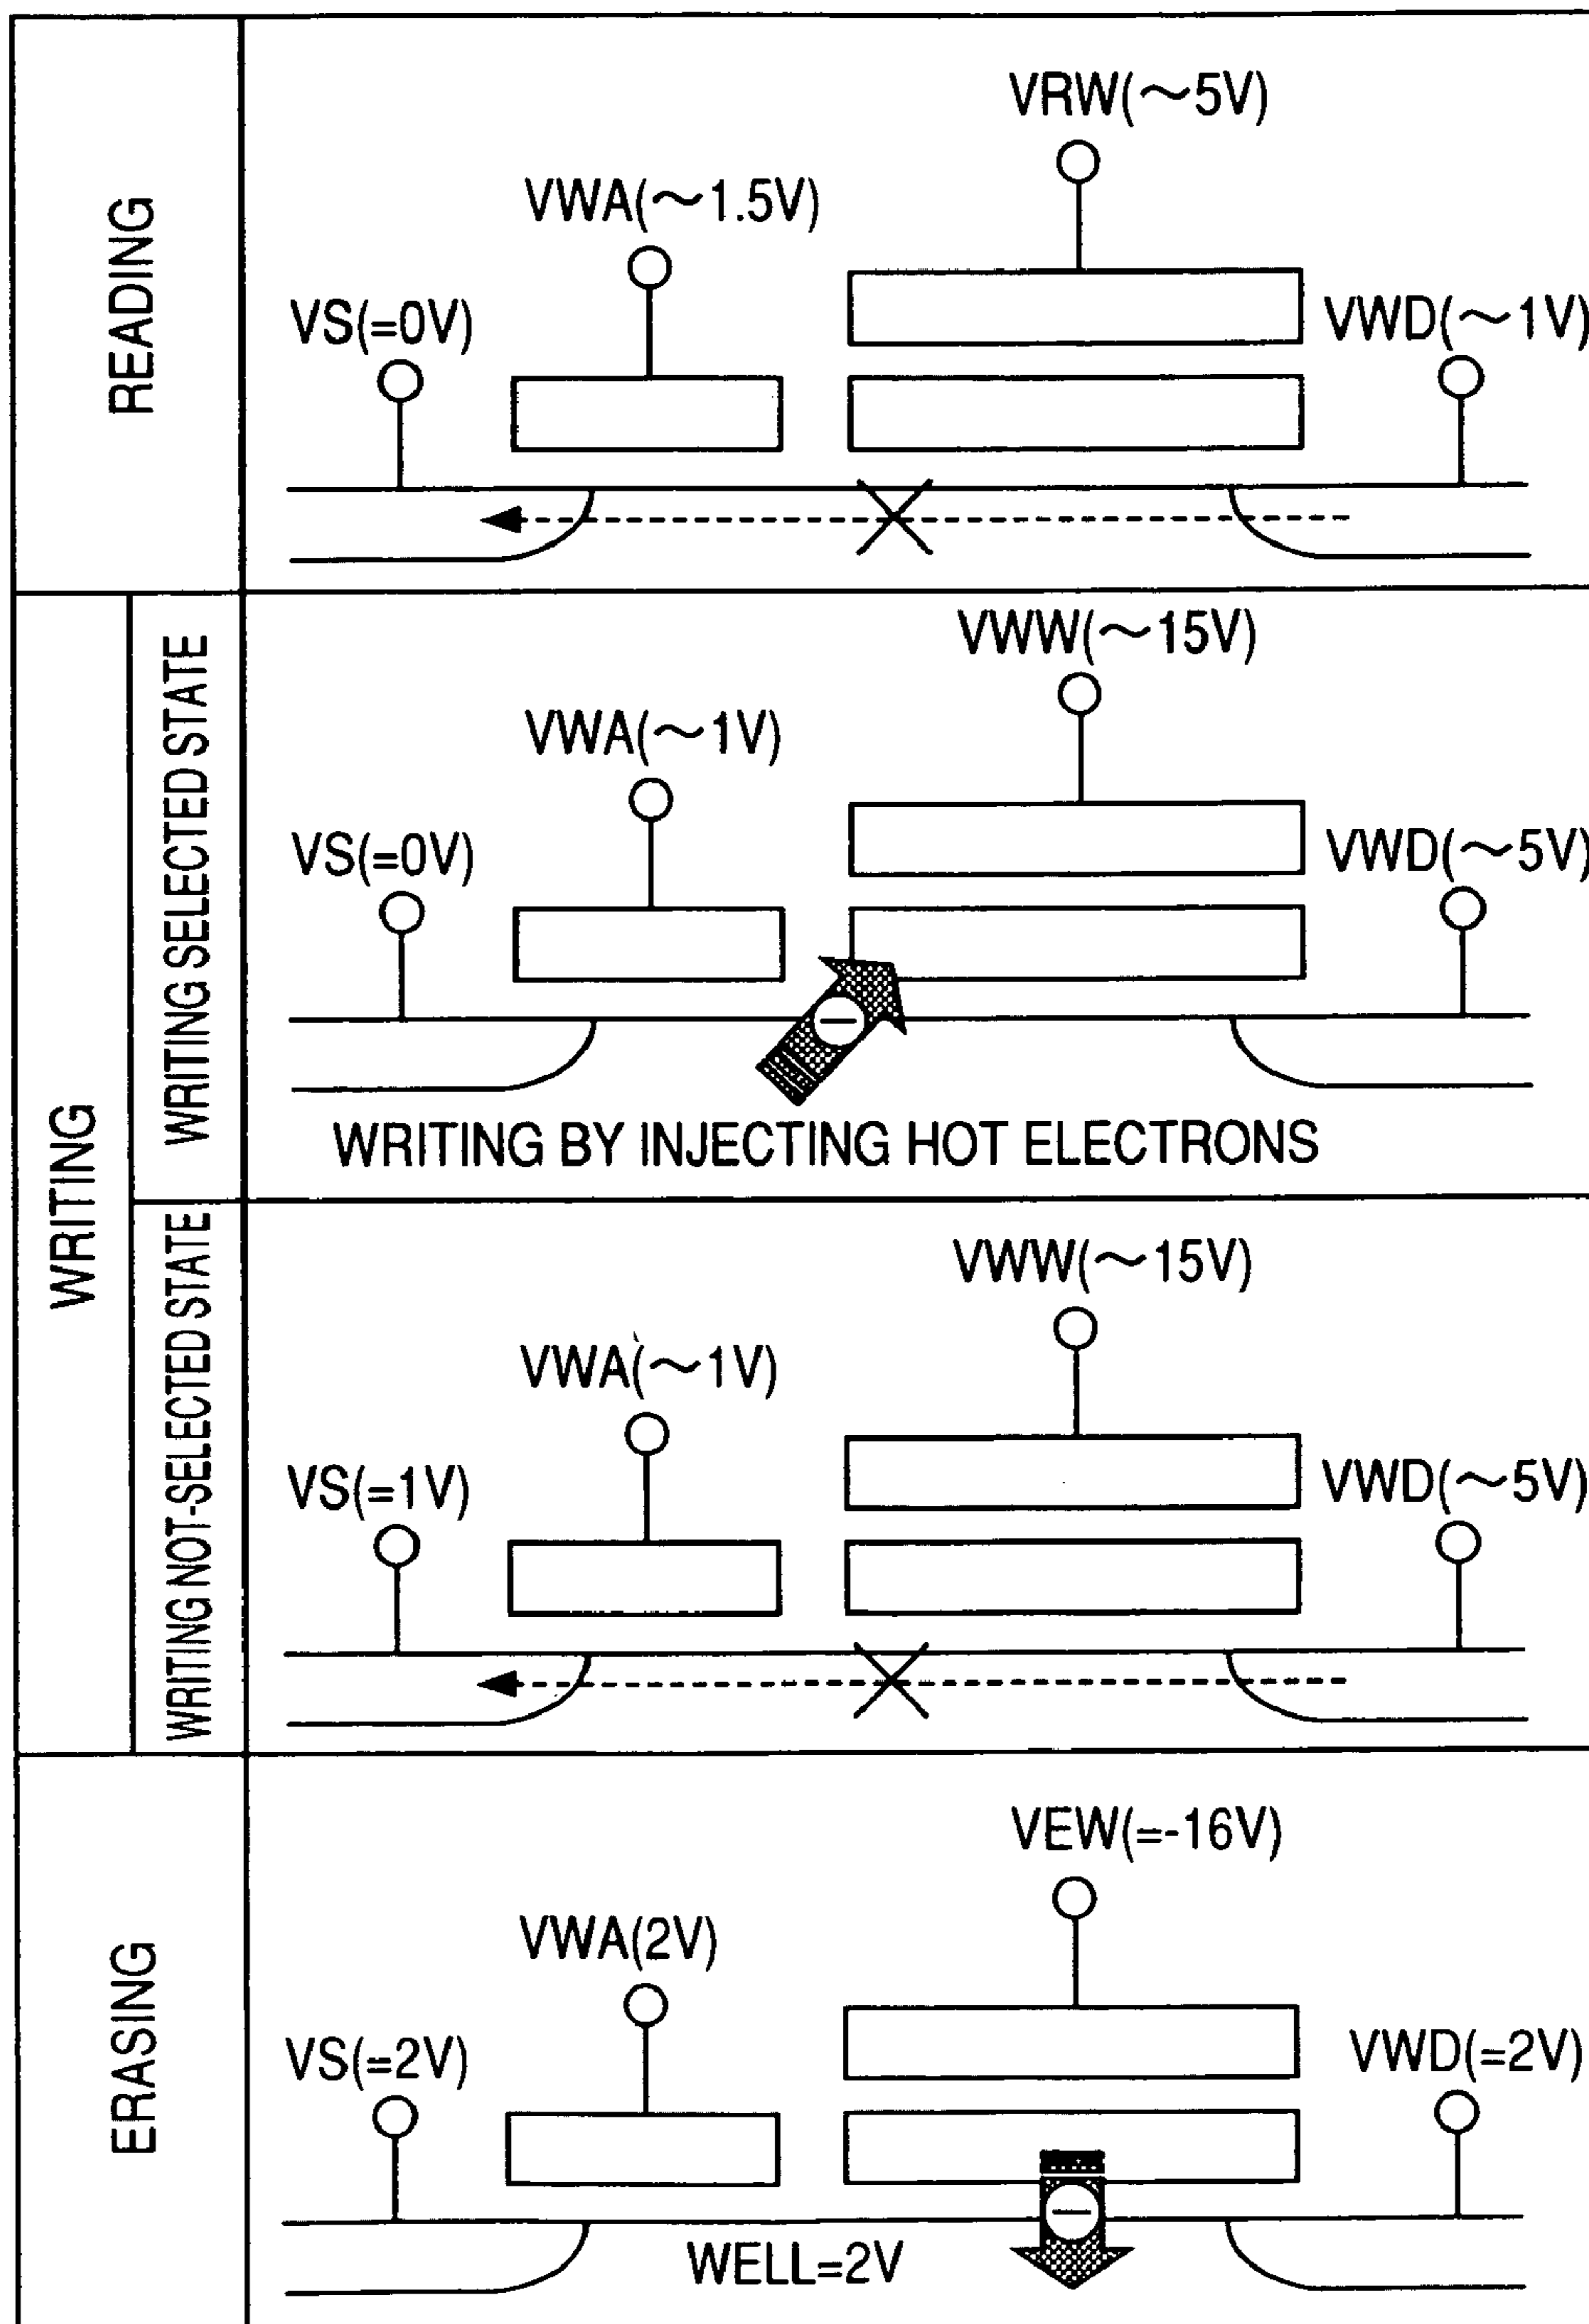 READING
VRW(～5V)
VWA(～1.5V)
VS(=0V)
VWD(～1V)
WRITING
WRITING SELECTED STATE
VWW(～15V)
VWA(～1V)
VS(=0V)
VWD(～5V)
WRITING BY INJECTING HOT ELECTRONS
WRITING NOT-SELECTED STATE
VWW(～15V)
VWA(～1V)
VS(=1V)
VWD(～5V)
ERASING
VEW(=-16V)
VWA(2V)
VS(=2V)
VWD(=2V)
WELL=2V